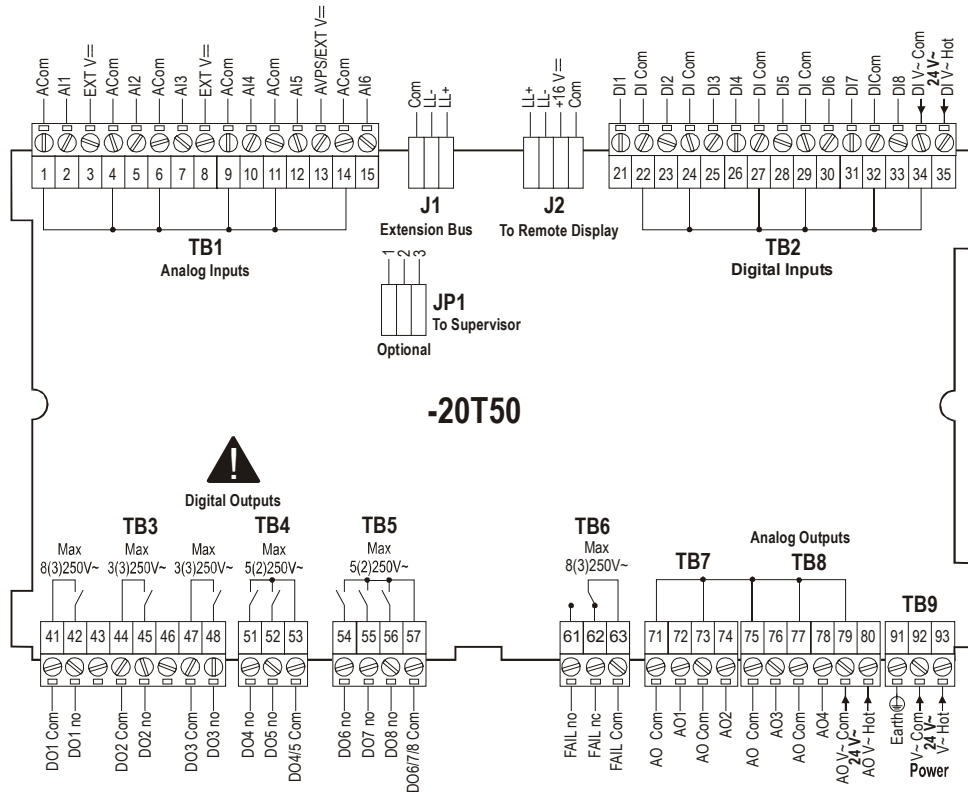 ACom
AI1
EXT V⎓
ACom
AI2
ACom
AI3
EXT V⎓
ACom
AI4
ACom
AI5
AVPS/EXT V⎓
ACom
AI6
Com
LL-
LL+
LL+
LL-
+16 V⎓
Com
DI1
DI Com
DI2
DI Com
DI3
DI4
DI Com
DI5
DI Com
DI6
DI7
DICom
DI8
DI V~ Com
24 V~
DI V~ Hot
1 2 3 4 5 6 7 8 9 10 11 12 13 14 15
21 22 23 24 25 26 27 28 29 30 31 32 33 34 35
J1
Extension Bus
J2
To Remote Display
TB1
Analog Inputs
TB2
Digital Inputs
1 2 3
JP1
To Supervisor
Optional
-20T50
!
Digital Outputs
TB3
TB4
TB5
TB6
Analog Outputs
TB7
TB8
TB9
Max
8(3)250V~
Max
3(3)250V~
Max
3(3)250V~
Max
5(2)250V~
Max
5(2)250V~
Max
8(3)250V~
41 42 43 44 45 46 47 48
51 52 53
54 55 56 57
61 62 63
71 72 73 74
75 76 77 78 79 80
91 92 93
DO1 Com
DO1 no
DO2 Com
DO2 no
DO3 Com
DO3 no
DO4 no
DO5 no
DO4/5 Com
DO6 no
DO7 no
DO8 no
DO6/7/8 Com
FAIL no
FAIL nc
FAIL Com
AO Com
AO1
AO Com
AO2
AO Com
AO3
AO Com
AO4
AO V~ Com
24 V~
AO V~ Hot
Earth
V~ Com
24 V~
V~ Hot
Power